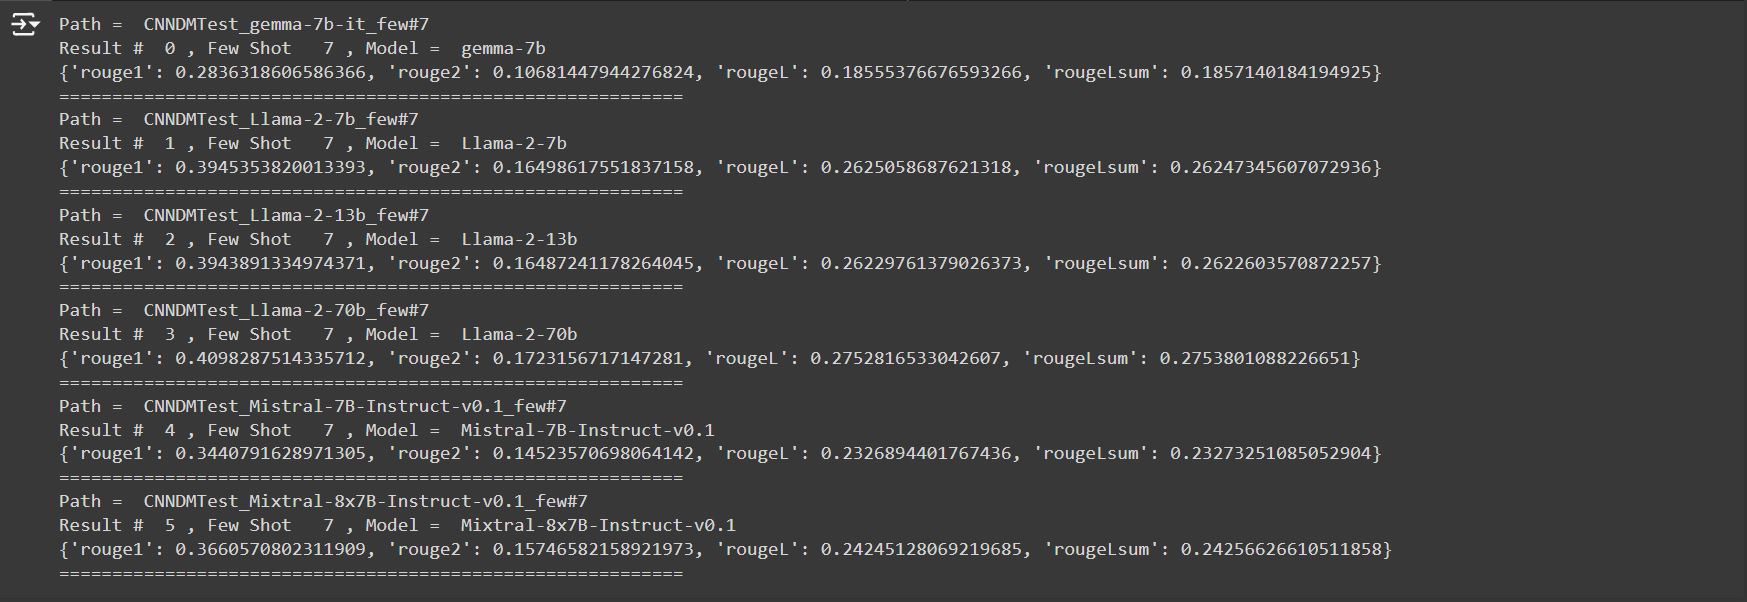 Path =  CNNDMTest_gemma-7b-it_few#7
Result #  0 , Few Shot   7 , Model =  gemma-7b
{'rouge1': 0.2836318606586366, 'rouge2': 0.10681447944276824, 'rougeL': 0.18555376676593266, 'rougeLsum': 0.1857140184194925}
===========================================================
Path =  CNNDMTest_Llama-2-7b_few#7
Result #  1 , Few Shot   7 , Model =  Llama-2-7b
{'rouge1': 0.3945353820013393, 'rouge2': 0.16498617551837158, 'rougeL': 0.2625058687621318, 'rougeLsum': 0.26247345607072936}
===========================================================
Path =  CNNDMTest_Llama-2-13b_few#7
Result #  2 , Few Shot   7 , Model =  Llama-2-13b
{'rouge1': 0.3943891334974371, 'rouge2': 0.16487241178264045, 'rougeL': 0.26229761379026373, 'rougeLsum': 0.2622603570872257}
===========================================================
Path =  CNNDMTest_Llama-2-70b_few#7
Result #  3 , Few Shot   7 , Model =  Llama-2-70b
{'rouge1': 0.4098287514335712, 'rouge2': 0.1723156717147281, 'rougeL': 0.2752816533042607, 'rougeLsum': 0.2753801088226651}
===========================================================
Path =  CNNDMTest_Mistral-7B-Instruct-v0.1_few#7
Result #  4 , Few Shot   7 , Model =  Mistral-7B-Instruct-v0.1
{'rouge1': 0.3440791628971305, 'rouge2': 0.14523570698064142, 'rougeL': 0.2326894401767436, 'rougeLsum': 0.23273251085052904}
===========================================================
Path =  CNNDMTest_Mixtral-8x7B-Instruct-v0.1_few#7
Result #  5 , Few Shot   7 , Model =  Mixtral-8x7B-Instruct-v0.1
{'rouge1': 0.3660570802311909, 'rouge2': 0.15746582158921973, 'rougeL': 0.24245128069219685, 'rougeLsum': 0.24256626610511858}
===========================================================